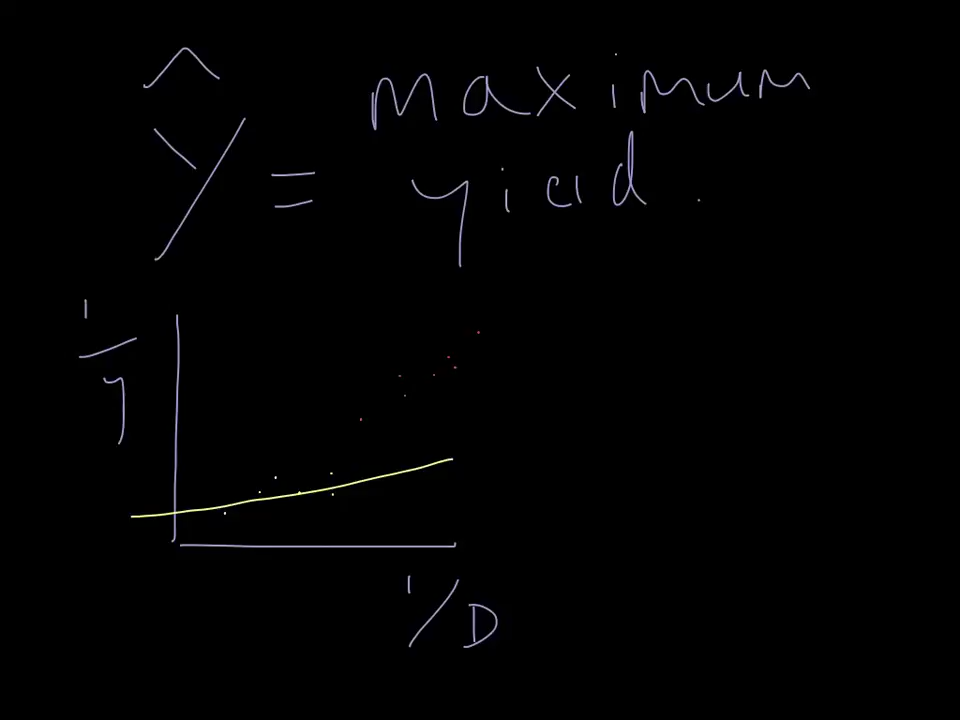 Ŷ = maximum
yield.
1/Y
1/D